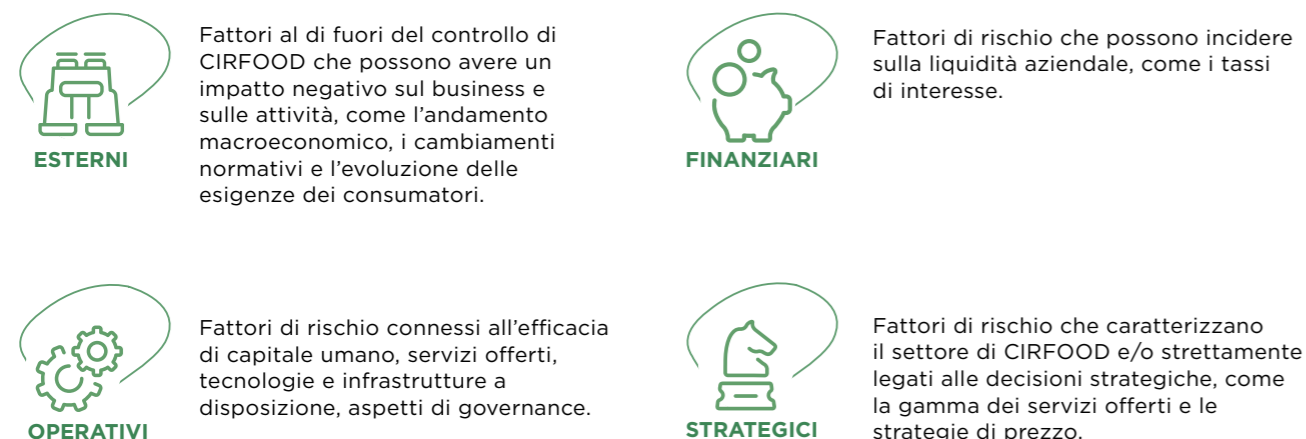 Fattori al di fuori del controllo di
CIRFOOD che possono avere un
impatto negativo sul business e
sulle attività, come l’andamento
macroeconomico, i cambiamenti
normativi e l’evoluzione delle
esigenze dei consumatori.
ESTERNI
Fattori di rischio che possono incidere
sulla liquidità aziendale, come i tassi
di interesse.
FINANZIARI
Fattori di rischio connessi all’efficacia
di capitale umano, servizi offerti,
tecnologie e infrastrutture a
disposizione, aspetti di governance.
OPERATIVI
Fattori di rischio che caratterizzano
il settore di CIRFOOD e/o strettamente
legati alle decisioni strategiche, come
la gamma dei servizi offerti e le
strategie di prezzo.
STRATEGICI